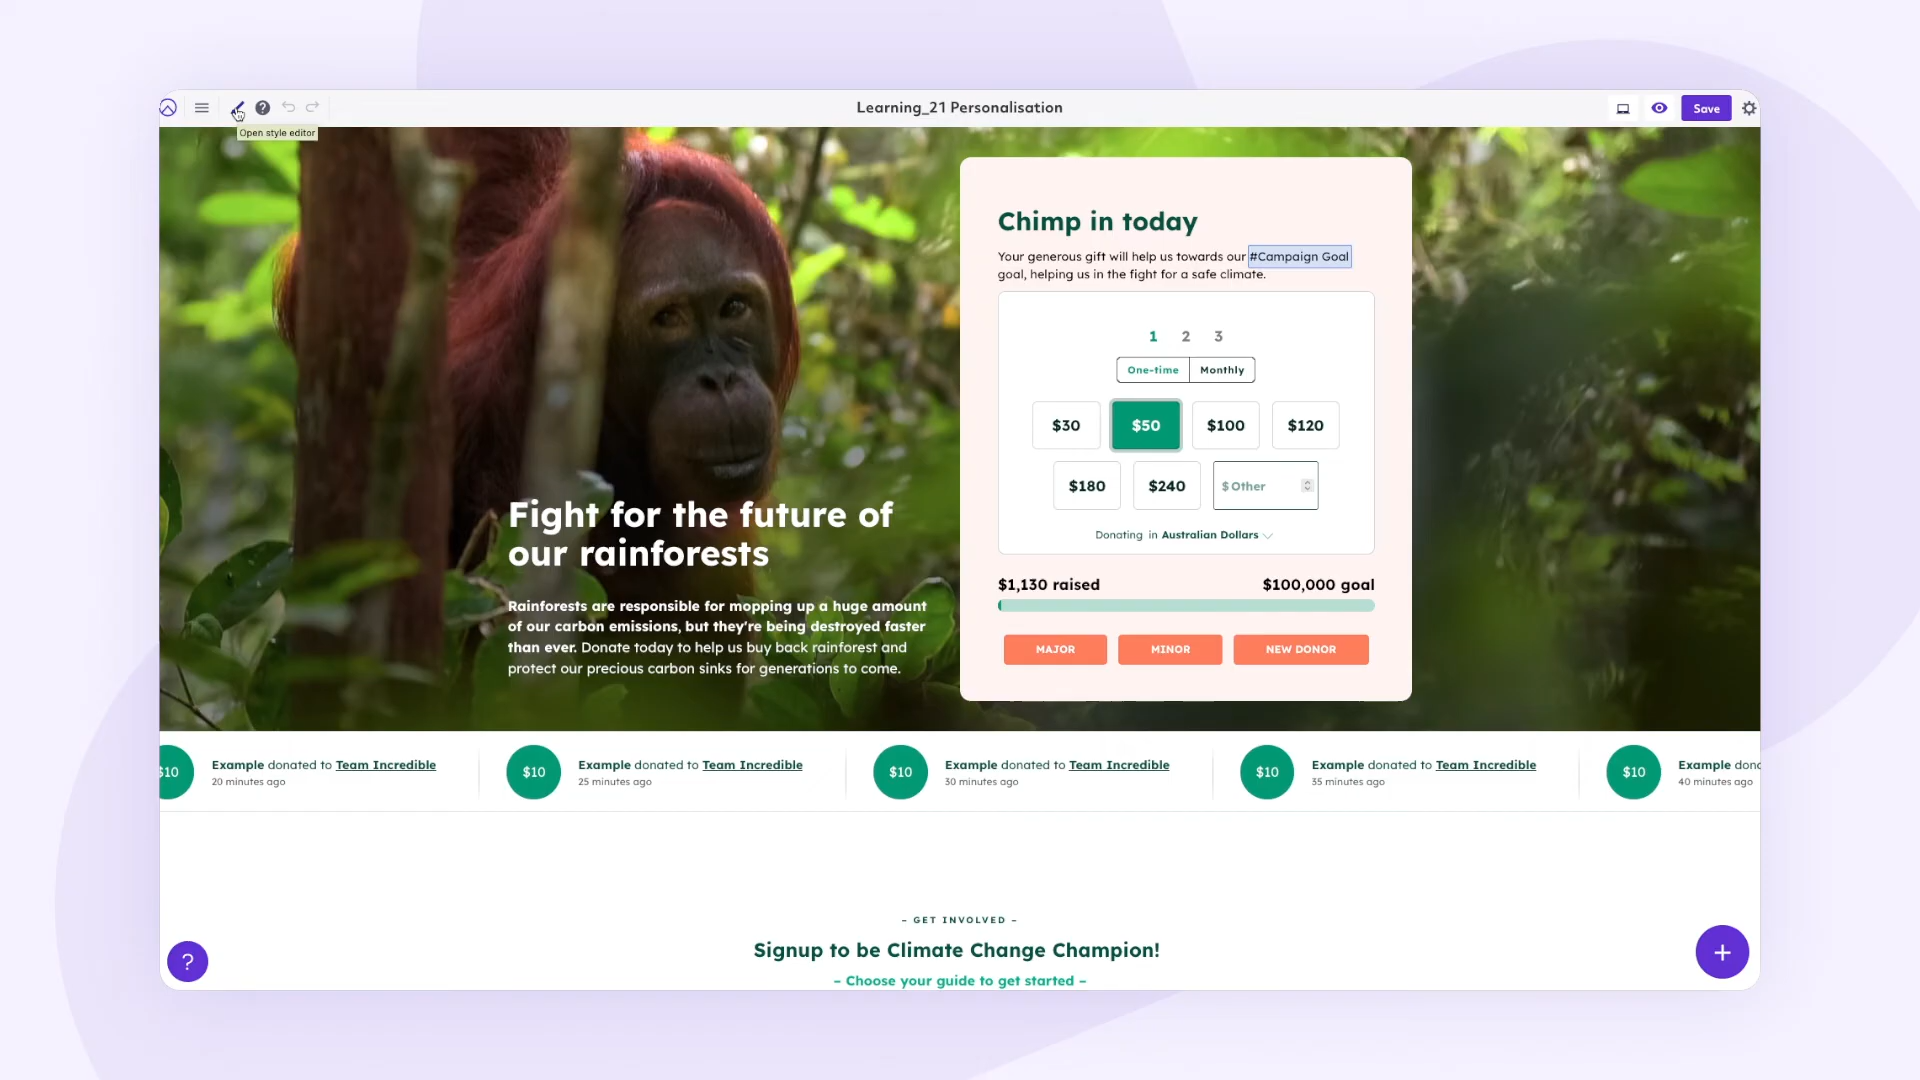 Learning_21 Personalisation
Save
Open style editor
Chimp in today
Your generous gift will help us towards our #Campaign Goal
goal, helping us in the fight for a safe climate.
1 2 3
One-time Monthly
$30 $50 $100 $120
$180 $240 $ Other
Donating in Australian Dollars
$1,130 raised $100,000 goal
MAJOR MINOR NEW DONOR
Fight for the future of
our rainforests
Rainforests are responsible for mopping up a huge amount
of our carbon emissions, but they're being destroyed faster
than ever. Donate today to help us buy back rainforest and
protect our precious carbon sinks for generations to come.
$10 Example donated to Team Incredible
20 minutes ago
$10 Example donated to Team Incredible
25 minutes ago
$10 Example donated to Team Incredible
30 minutes ago
$10 Example donated to Team Incredible
35 minutes ago
$10 Example dona
40 minutes ago
– GET INVOLVED –
Signup to be Climate Change Champion!
– Choose your guide to get started –
?
+